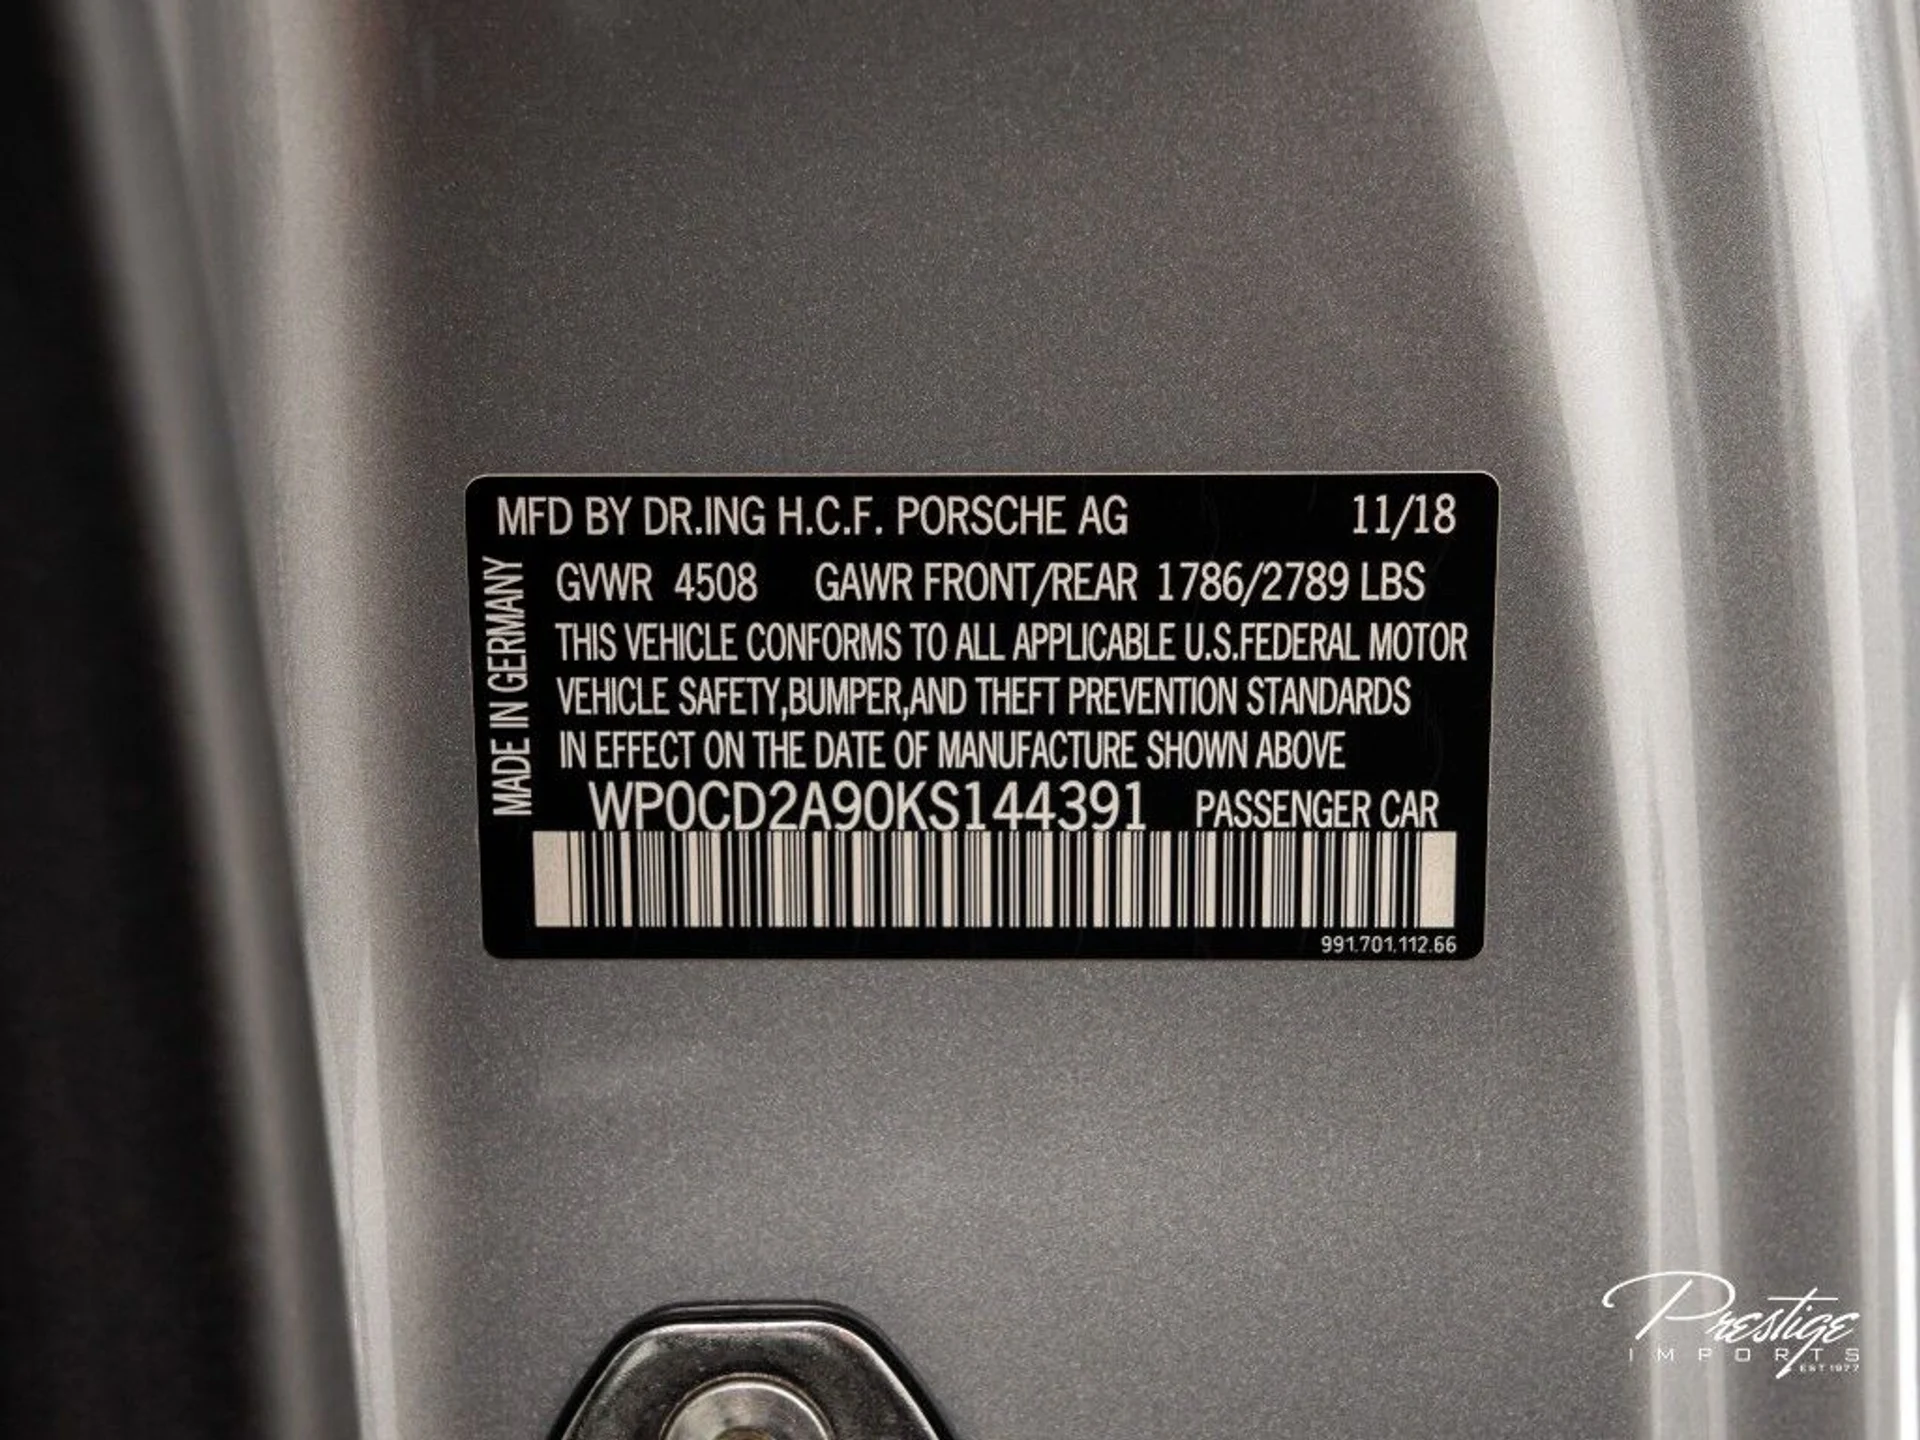 MFD BY DR.ING H.C.F. PORSCHE AG 11/18
MADE IN GERMANY
GVWR 4508 GAWR FRONT/REAR 1786/2789 LBS
THIS VEHICLE CONFORMS TO ALL APPLICABLE U.S.FEDERAL MOTOR
VEHICLE SAFETY,BUMPER,AND THEFT PREVENTION STANDARDS
IN EFFECT ON THE DATE OF MANUFACTURE SHOWN ABOVE
WP0CD2A90KS144391 PASSENGER CAR
991.701.112.66
Prestige
IMPORTS
EST 1977